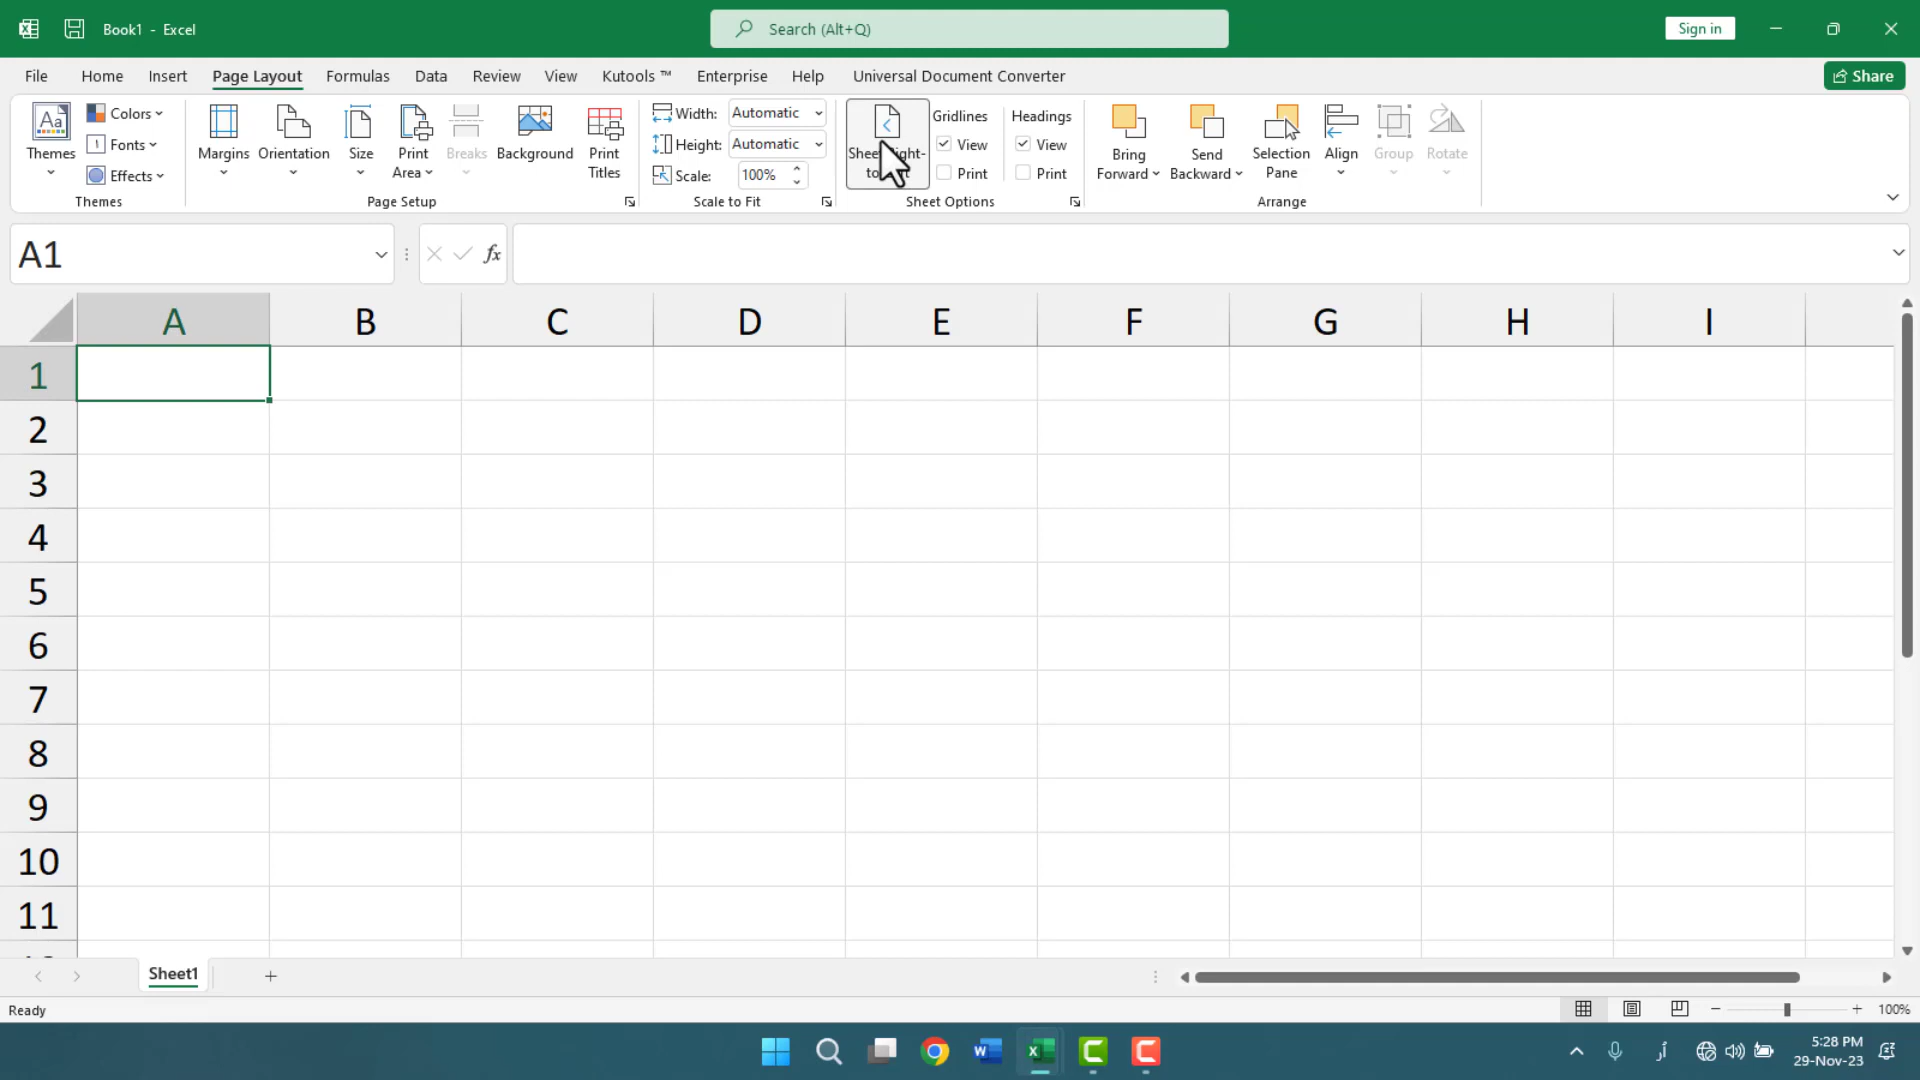 Book1 - Excel
Search (Alt+Q)
Sign in
File Home Insert Page Layout Formulas Data Review View Kutools ™ Enterprise Help Universal Document Converter
Share
Themes
Colors
Fonts
Effects
Themes
Margins
Orientation
Size
Print Area
Breaks
Background
Print Titles
Page Setup
Width: Automatic
Height: Automatic
Scale: 100%
Scale to Fit
Gridlines
View
Print
Headings
View
Print
Sheet Options
Bring Forward
Send Backward
Selection Pane
Align
Group
Rotate
Arrange
A1
fx
A B C D E F G H I
1
2
3
4
5
6
7
8
9
10
11
Sheet1
Ready
100%
5:28 PM
29-Nov-23